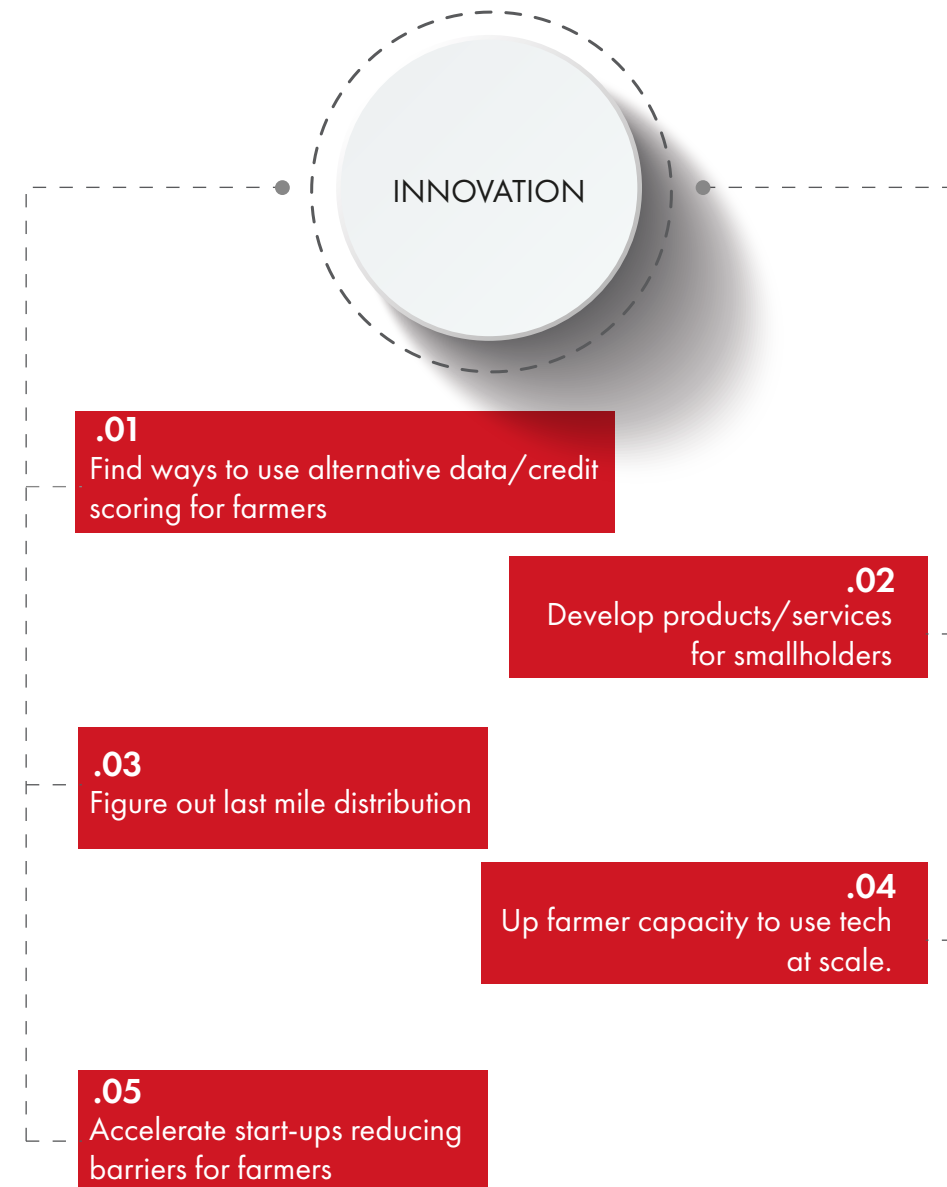 INNOVATION
.01
Find ways to use alternative data/credit
scoring for farmers
.02
Develop products/services
for smallholders
.03
Figure out last mile distribution
.04
Up farmer capacity to use tech
at scale.
.05
Accelerate start-ups reducing
barriers for farmers